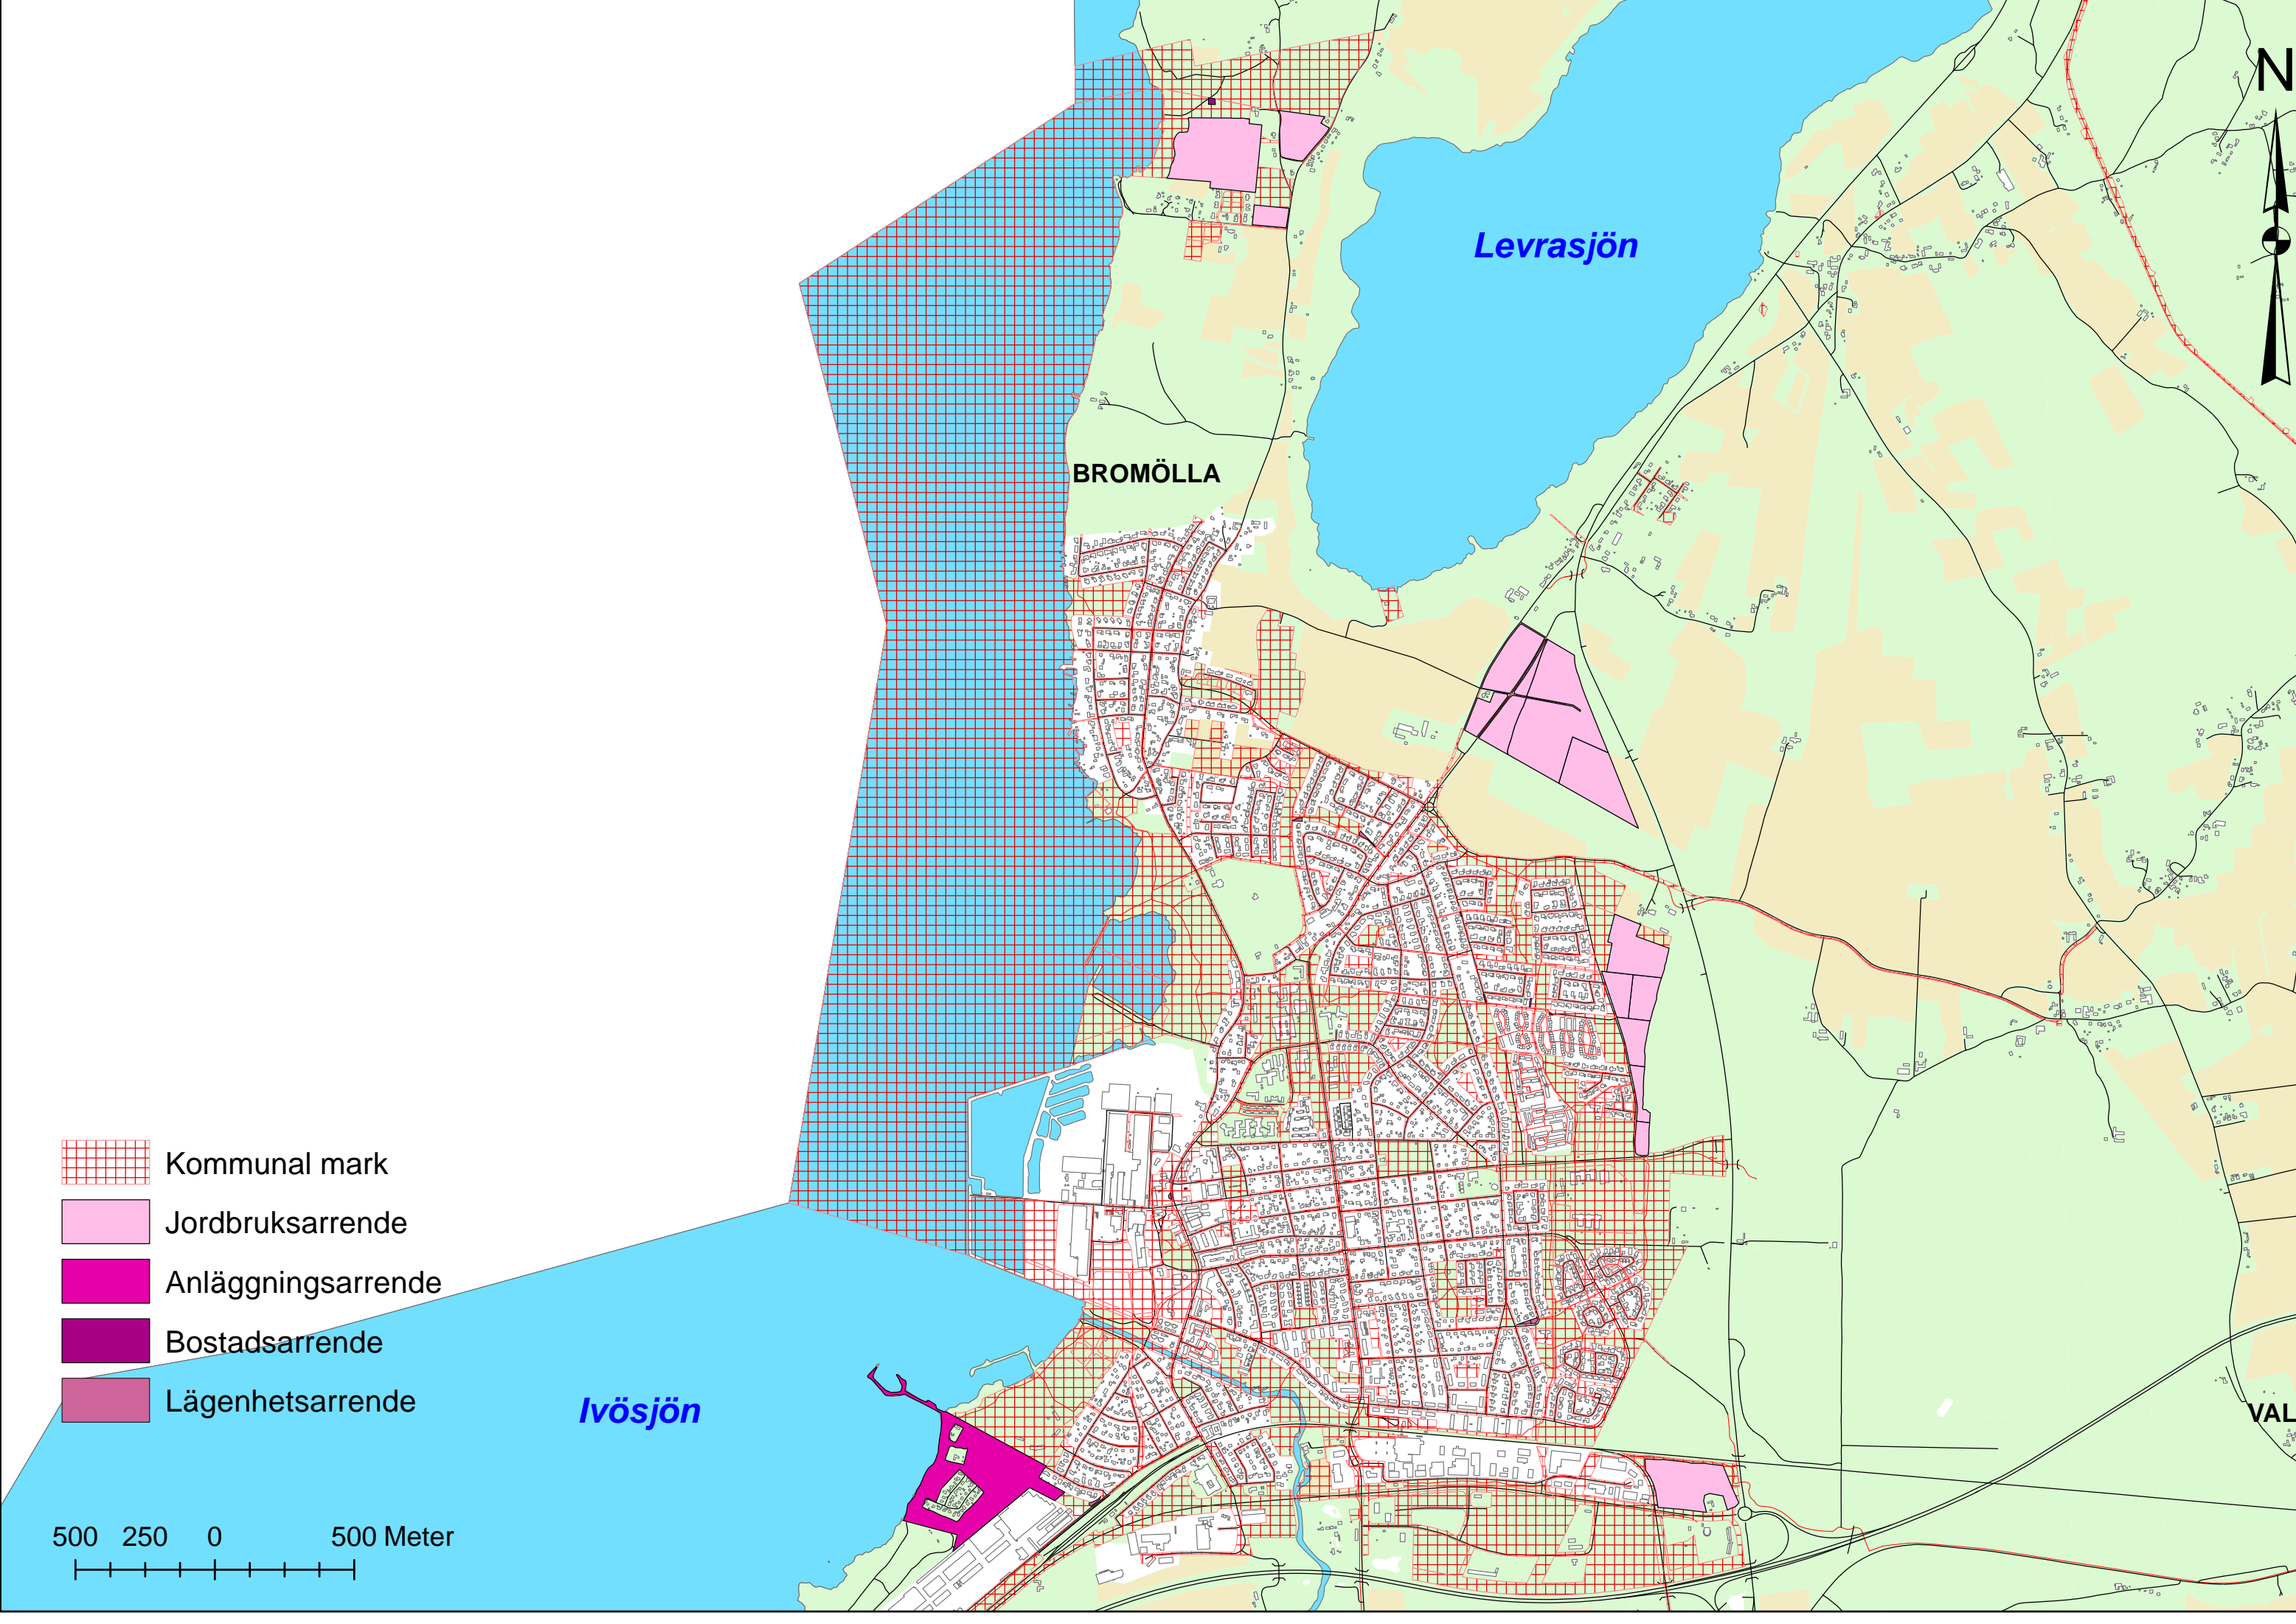 N
Levrasjön
BROMÖLLA
Kommunal mark
Jordbruksarrende
Anläggningsarrende
Bostadsarrende
Lägenhetsarrende
Ivösjön
VAL
500 250 0 500 Meter